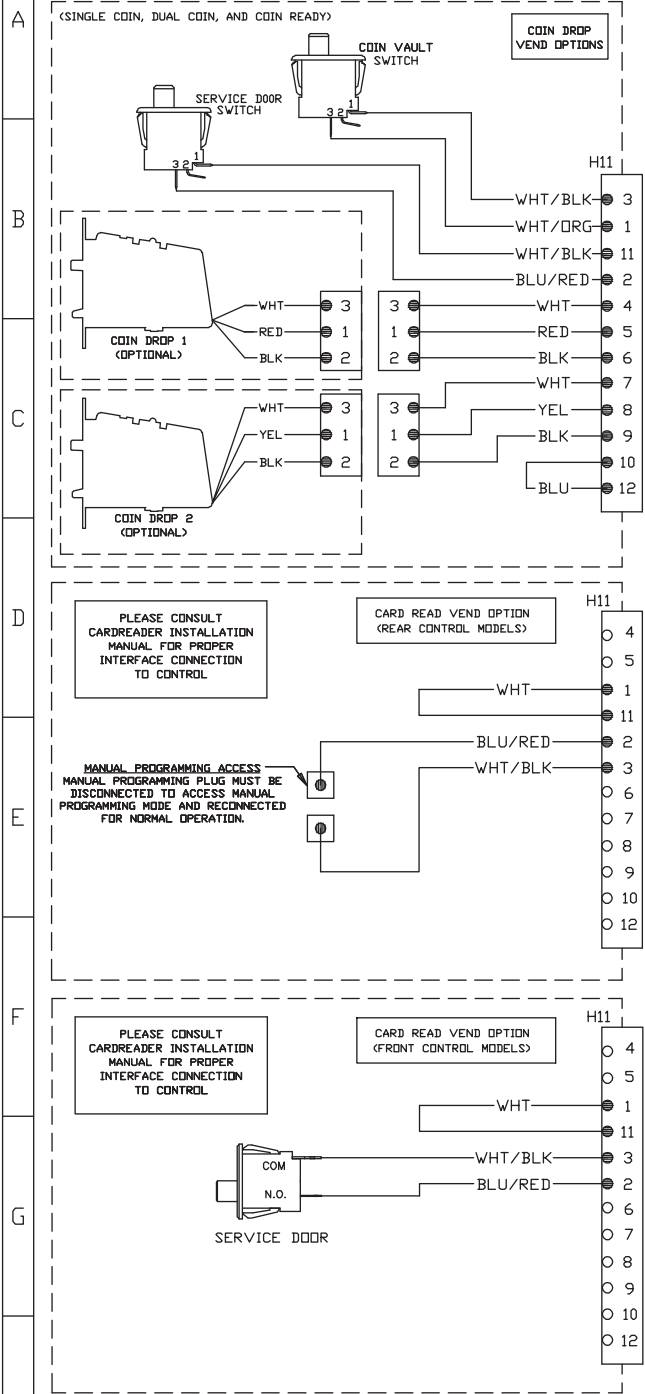 A
(SINGLE COIN, DUAL COIN, AND COIN READY)
COIN DROP
VEND OPTIONS
COIN VAULT
SWITCH
3 2 1
SERVICE DOOR
SWITCH
3 2 1
B
H11
WHT/BLK 3
WHT/ORG 1
WHT/BLK 11
BLU/RED 2
WHT 3 3 WHT 4
RED 1 1 RED 5
BLK 2 2 BLK 6
COIN DROP 1
(OPTIONAL)
C
WHT 7
WHT 3 3 YEL 8
YEL 1 1 BLK 9
BLK 2 2 10
BLU 12
COIN DROP 2
(OPTIONAL)
D
PLEASE CONSULT
CARDREADER INSTALLATION
MANUAL FOR PROPER
INTERFACE CONNECTION
TO CONTROL
CARD READ VEND OPTION
(REAR CONTROL MODELS)
H11
4
5
WHT 1
11
BLU/RED 2
WHT/BLK 3
6
7
8
9
10
12
E
MANUAL PROGRAMMING ACCESS
MANUAL PROGRAMMING PLUG MUST BE
DISCONNECTED TO ACCESS MANUAL
PROGRAMMING MODE AND RECONNECTED
FOR NORMAL OPERATION.
F
PLEASE CONSULT
CARDREADER INSTALLATION
MANUAL FOR PROPER
INTERFACE CONNECTION
TO CONTROL
CARD READ VEND OPTION
(FRONT CONTROL MODELS)
H11
4
5
WHT 1
11
WHT/BLK 3
BLU/RED 2
6
7
8
9
10
12
G
COM
N.O.
SERVICE DOOR